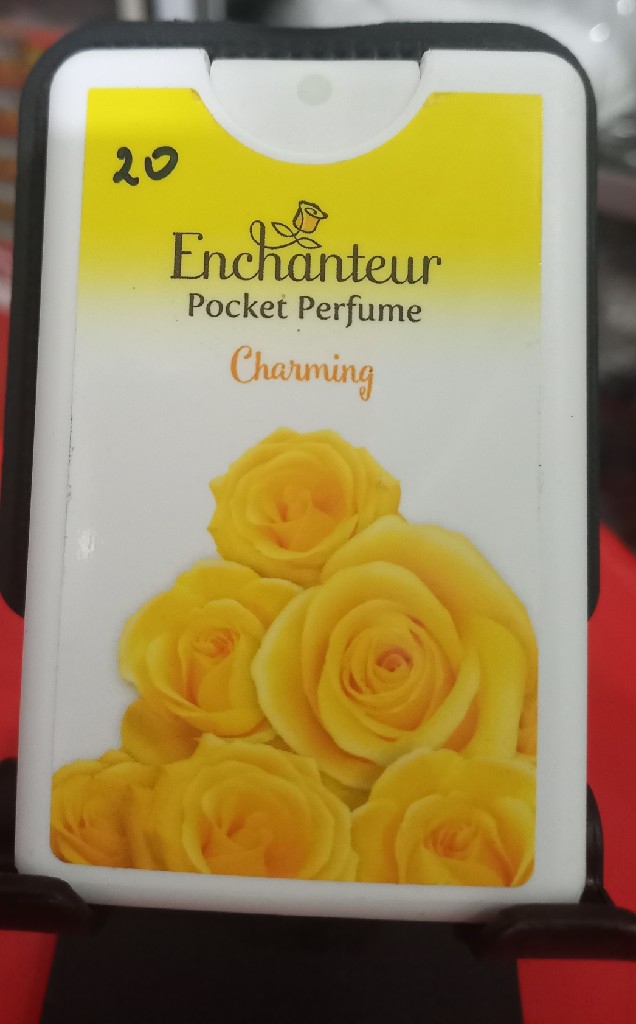 20
Enchanteur
Pocket Perfume
Charming